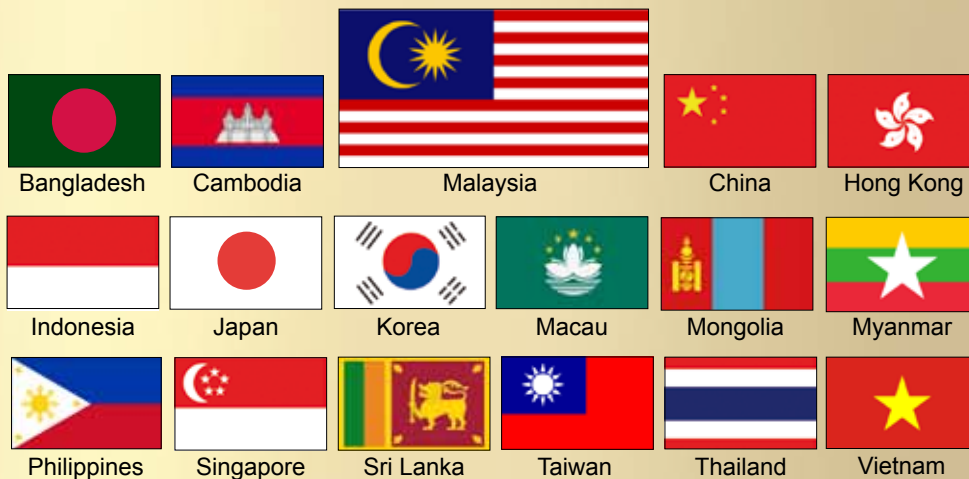 Bangladesh Cambodia Malaysia China Hong Kong
Indonesia Japan Korea Macau Mongolia Myanmar
Philippines Singapore Sri Lanka Taiwan Thailand Vietnam